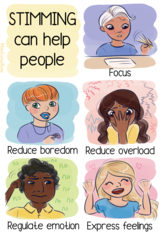 STIMMING
can help
people
Focus
Reduce boredom
Reduce overload
Regulate emotion
Express feelings